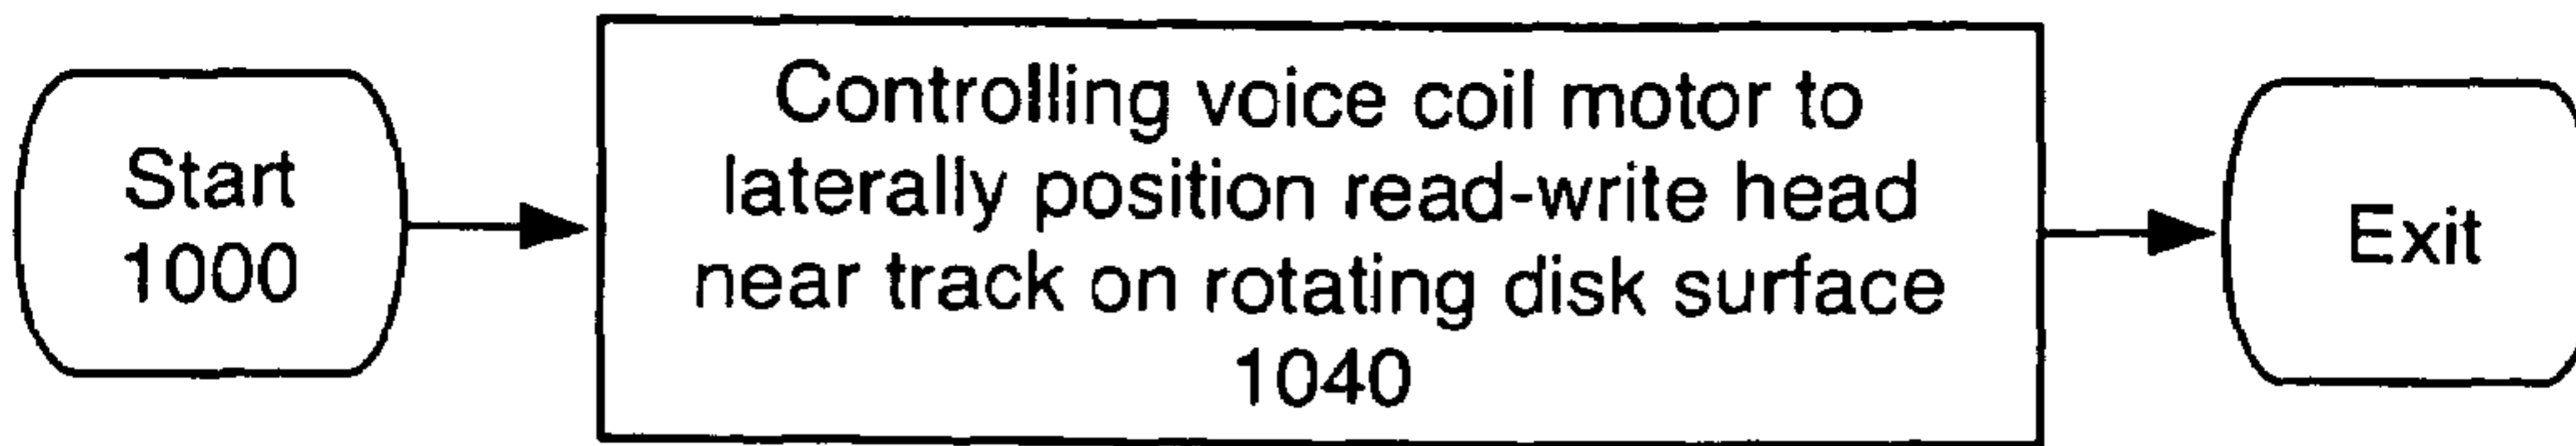 Start
1000
Controlling voice coil motor to
laterally position read-write head
near track on rotating disk surface
1040
Exit